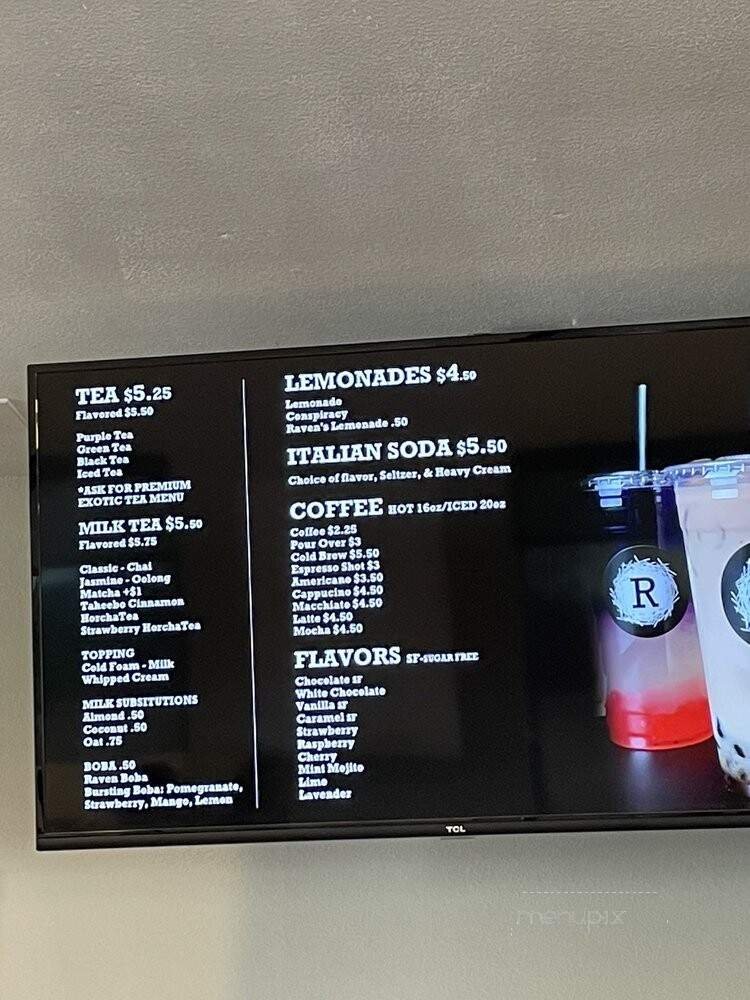 TEA $5.25
Flavored $5.50
Purple Tea
Green Tea
Black Tea
Iced Tea
*ASK FOR PREMIUM
EXOTIC TEA MENU
MILK TEA $5.50
Flavored $5.75
Classic - Chai
Jasmine - Oolong
Matcha +$1
Taheebo Cinnamon
HorchaTea
Strawberry HorchaTea
TOPPING
Cold Foam - Milk
Whipped Cream
MILK SUBSITUTIONS
Almond .50
Coconut .50
Oat .75
BOBA .50
Raven Boba
Bursting Boba: Pomegranate,
Strawberry, Mango, Lemon
LEMONADES $4.50
Lemonade
Conspiracy
Raven's Lemonade .50
ITALIAN SODA $5.50
Choice of flavor, Seltzer, & Heavy Cream
COFFEE HOT 16oz/ICED 20oz
Coffee $2.25
Pour Over $3
Cold Brew $5.50
Espresso Shot $3
Americano $3.50
Cappucino $4.50
Macchiato $4.50
Latte $4.50
Mocha $4.50
FLAVORS SF-SUGAR FREE
Chocolate SF
White Chocolate
Vanilla SF
Caramel SF
Strawberry
Raspberry
Cherry
Mint Mojito
Lime
Lavender
R
TCL
menupix